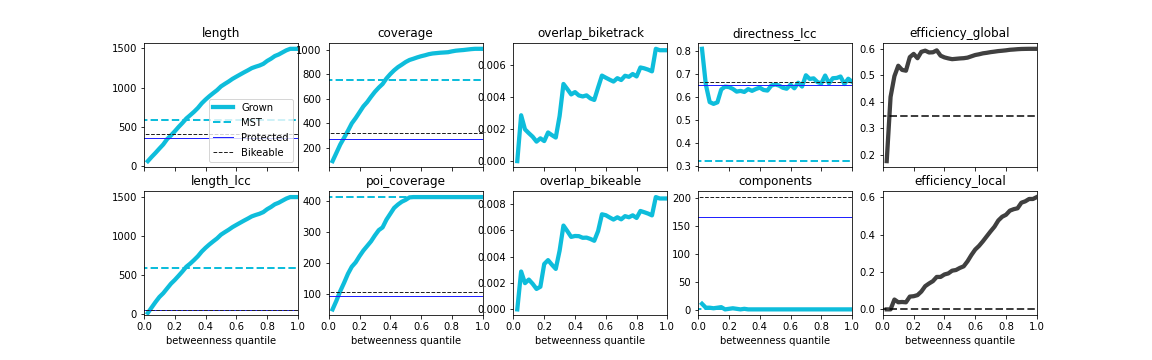 length
coverage
overlap_biketrack
directness_lcc
efficiency_global
1500
1000
500
0
Grown
MST
Protected
Bikeable
1000
800
600
400
200
0.006
0.004
0.002
0.000
0.8
0.7
0.6
0.5
0.4
0.3
0.6
0.5
0.4
0.3
0.2
length_lcc
poi_coverage
overlap_bikeable
components
efficiency_local
1500
1000
500
0
400
300
200
100
0.008
0.006
0.004
0.002
0.000
200
150
100
50
0
0.6
0.4
0.2
0.0
0.0 0.2 0.4 0.6 0.8 1.0
0.0 0.2 0.4 0.6 0.8 1.0
0.0 0.2 0.4 0.6 0.8 1.0
0.0 0.2 0.4 0.6 0.8 1.0
0.0 0.2 0.4 0.6 0.8 1.0
betweenness quantile
betweenness quantile
betweenness quantile
betweenness quantile
betweenness quantile